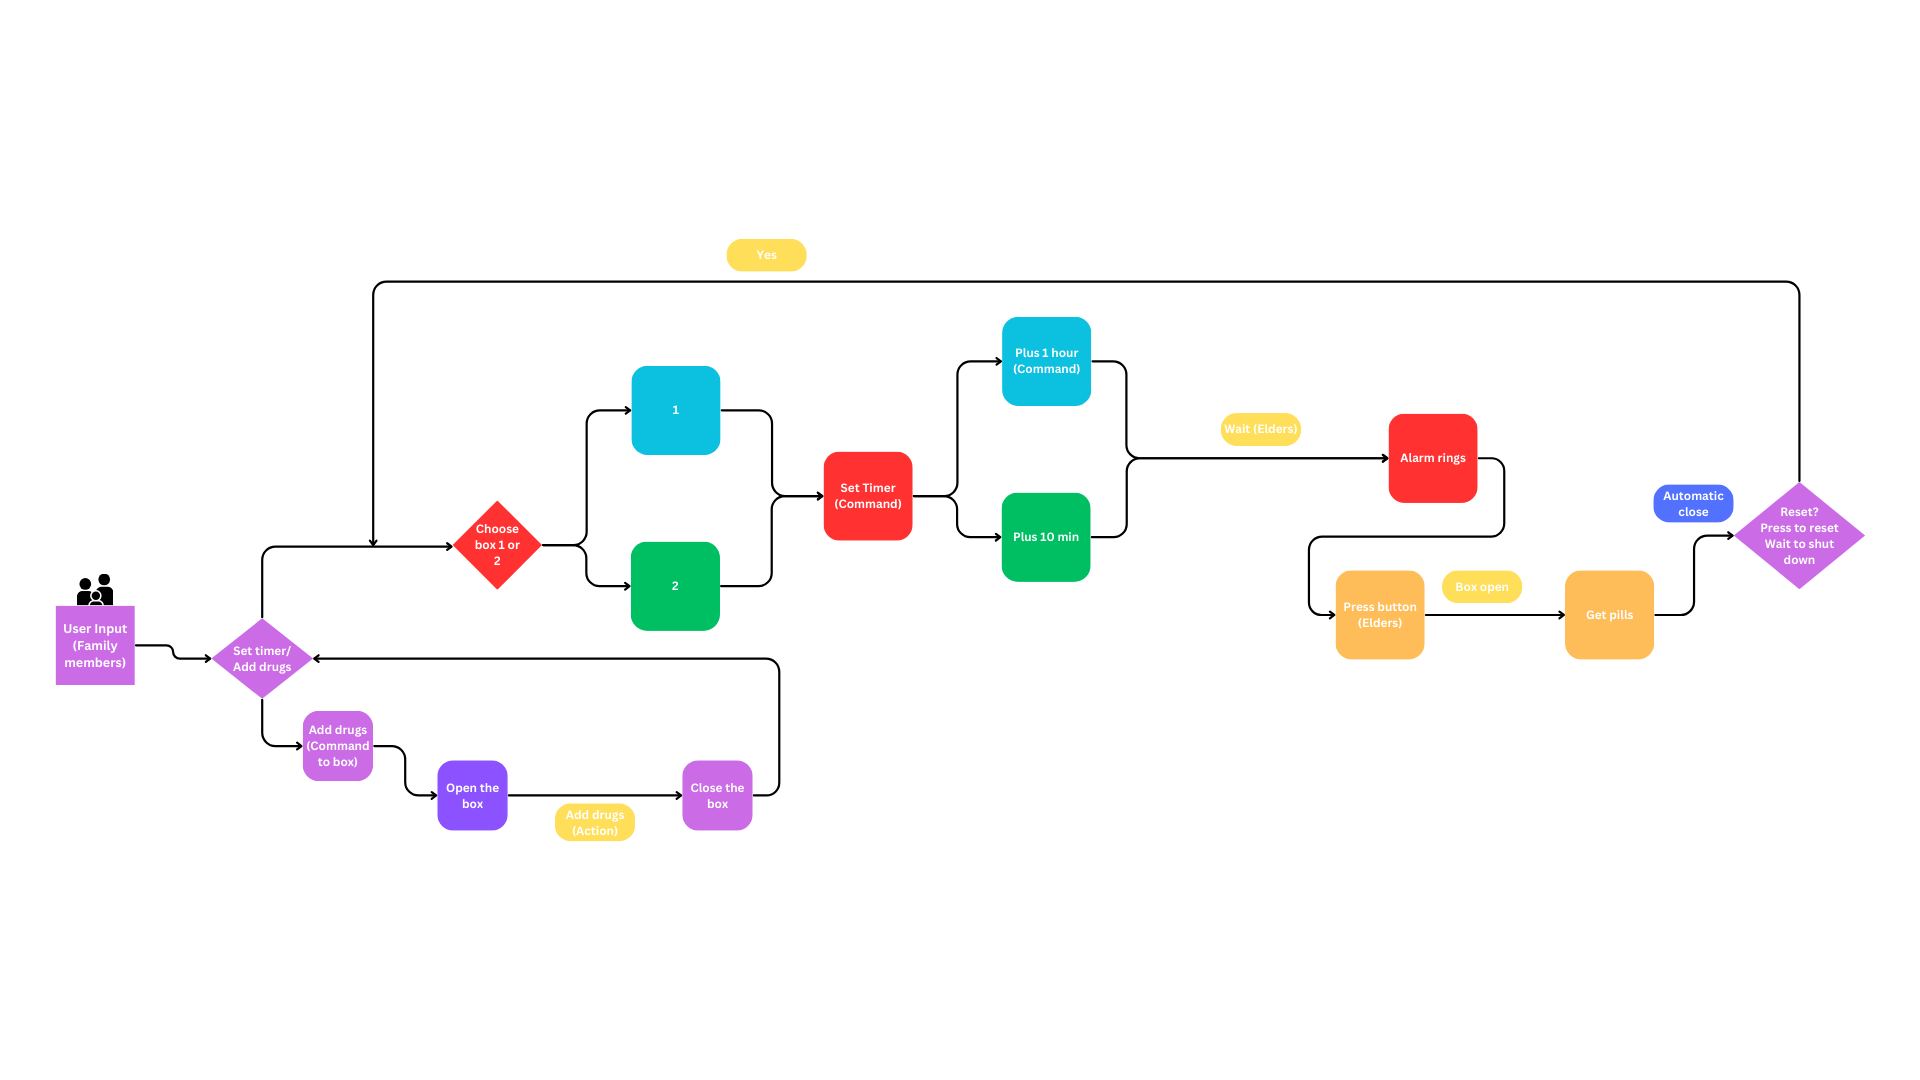 Yes
Plus 1 hour
(Command)
1
Wait (Elders)
Alarm rings
Set Timer
(Command)
Automatic
close
Reset?
Press to reset
Wait to shut
down
Choose
box 1 or
2
Plus 10 min
2
Press button
(Elders)
Box open
Get pills
User Input
(Family
members)
Set timer/
Add drugs
Add drugs
(Command
to box)
Open the
box
Add drugs
(Action)
Close the
box